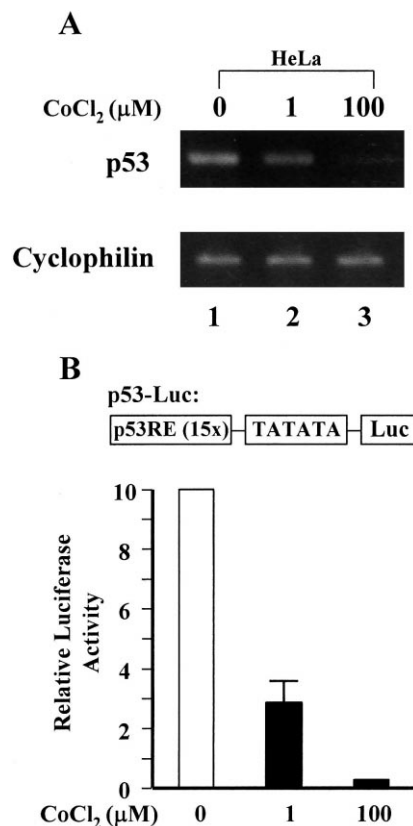 A
HeLa
CoCl₂ (μM) 0 1 100
p53
Cyclophilin
1 2 3
B
p53-Luc:
p53RE (15x) TATATA Luc
10
8
6
4
2
0
Relative Luciferase
Activity
CoCl₂ (μM) 0 1 100